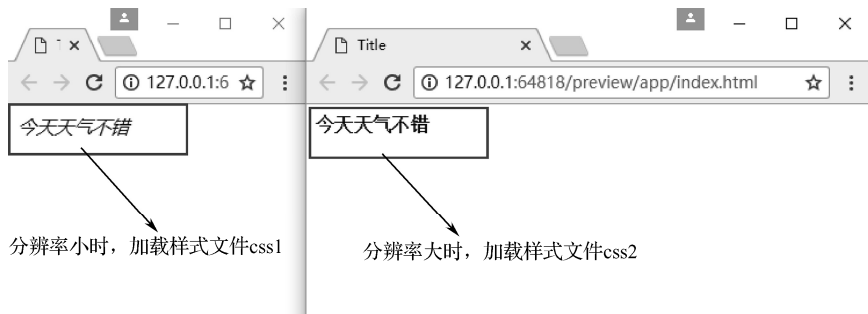 T
127.0.0.1:6
今天天气不错
分辨率小时，加载样式文件css1
Title
127.0.0.1:64818/preview/app/index.html
今天天气不错
分辨率大时，加载样式文件css2